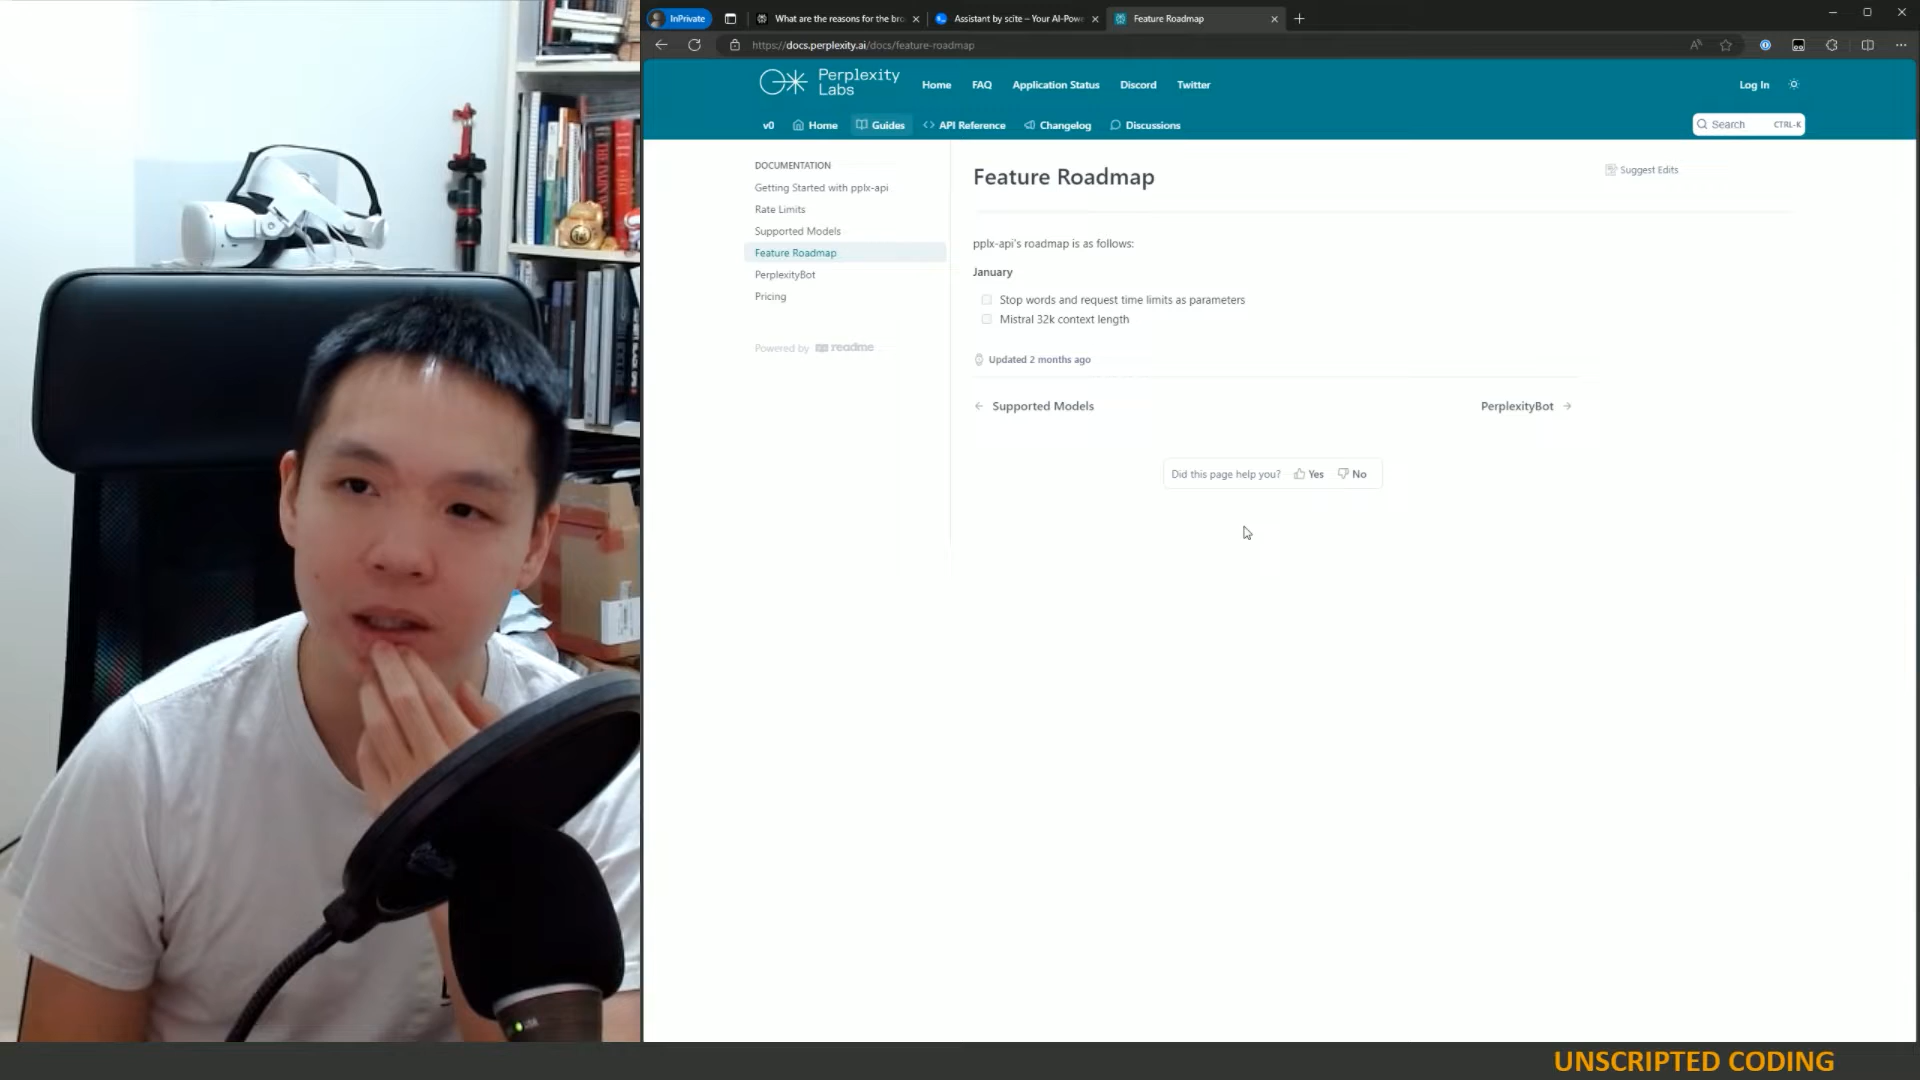 InPrivate
What are the reasons for the bro
Assistant by scite – Your AI-Pow
Feature Roadmap
https://docs.perplexity.ai/docs/feature-roadmap
Perplexity
Labs
Home
FAQ
Application Status
Discord
Twitter
Log In
v0
Home
Guides
API Reference
Changelog
Discussions
Search
CTRL-K
DOCUMENTATION
Getting Started with pplx-api
Rate Limits
Supported Models
Feature Roadmap
PerplexityBot
Pricing
Powered by readme
Feature Roadmap
Suggest Edits
pplx-api's roadmap is as follows:
January
Stop words and request time limits as parameters
Mistral 32k context length
Updated 2 months ago
Supported Models
PerplexityBot
Did this page help you?
Yes
No
UNSCRIPTED CODING